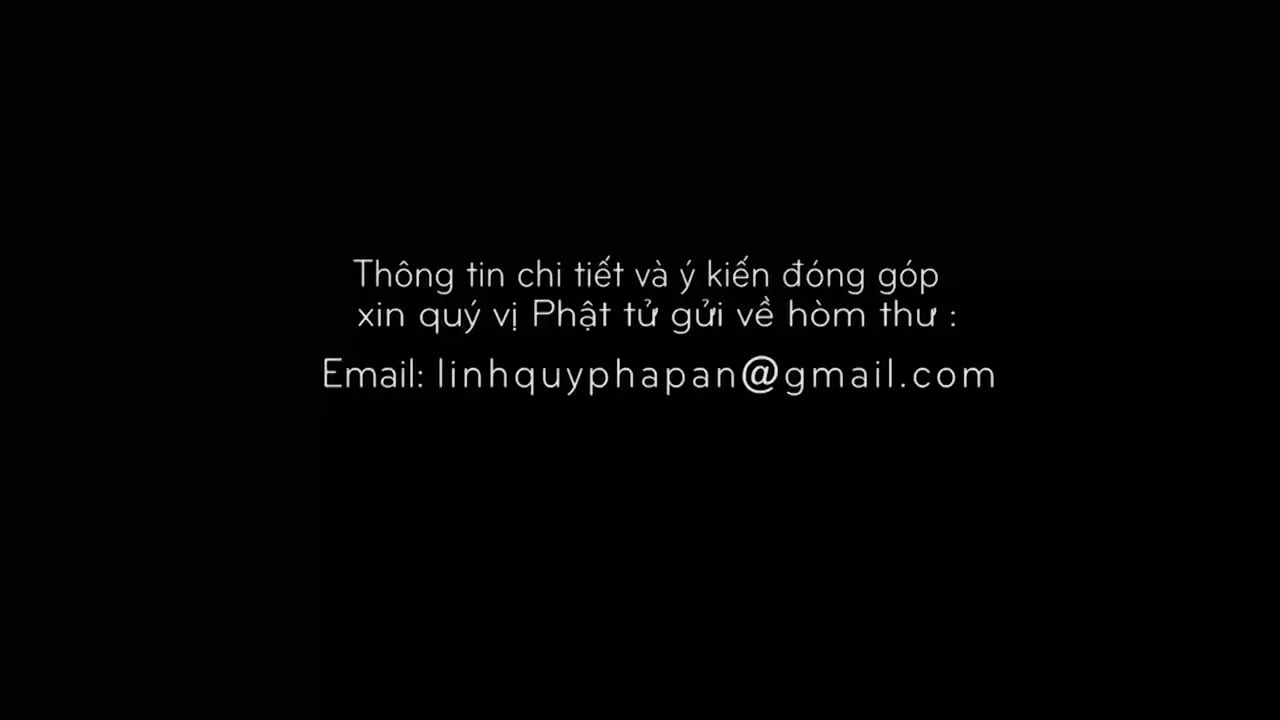 Thông tin chi tiết và ý kiến đóng góp
xin quý vị Phật tử gửi về hòm thư :
Email: linhquyphapan@gmail.com